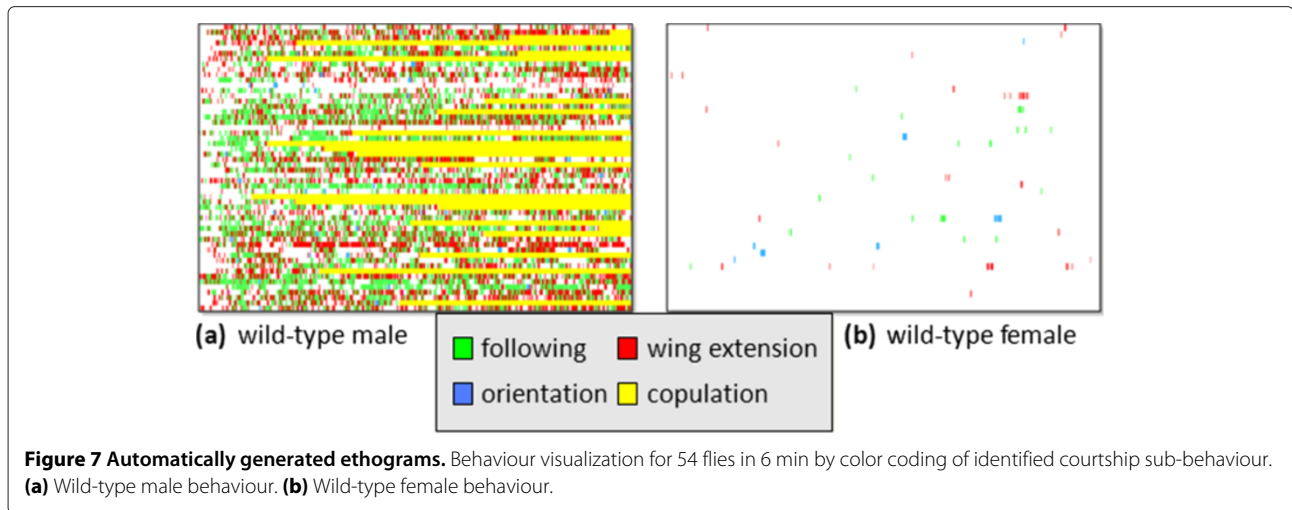 (a) wild-type male
(b) wild-type female
following wing extension
orientation copulation
Figure 7 Automatically generated ethograms. Behaviour visualization for 54 flies in 6 min by color coding of identified courtship sub-behaviour.
(a) Wild-type male behaviour. (b) Wild-type female behaviour.